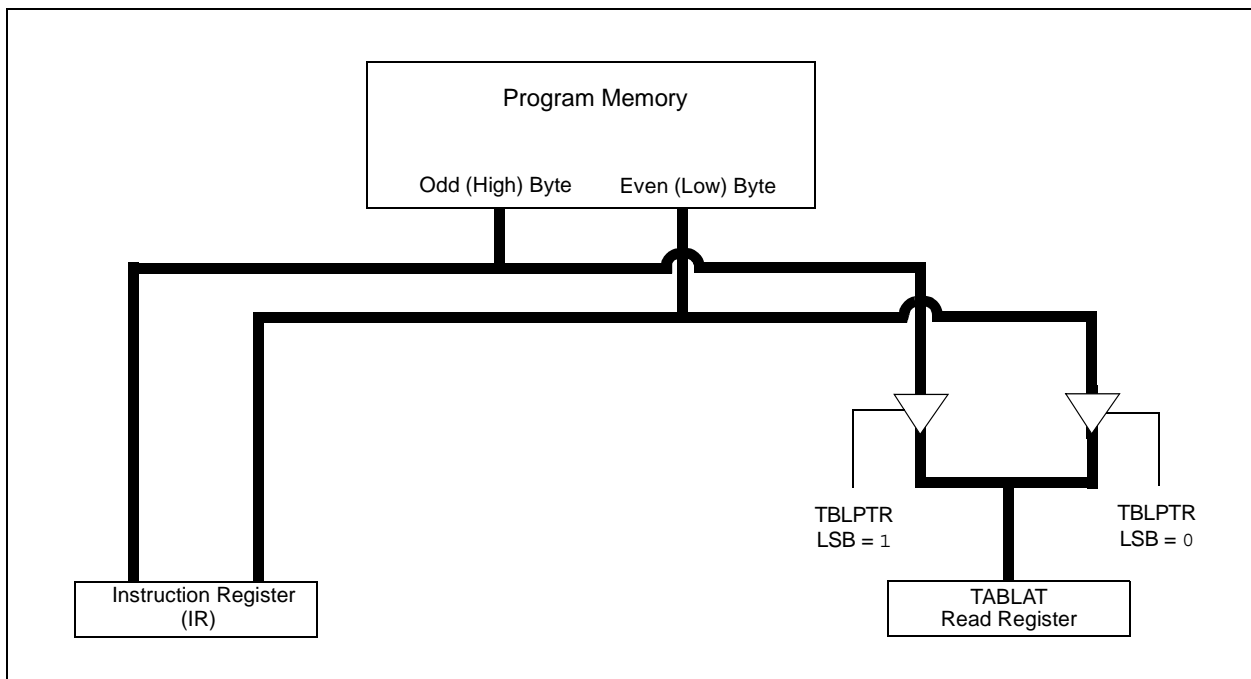 Program Memory
Odd (High) Byte
Even (Low) Byte
TBLPTR
LSB = 1
TBLPTR
LSB = 0
Instruction Register
(IR)
TABLAT
Read Register